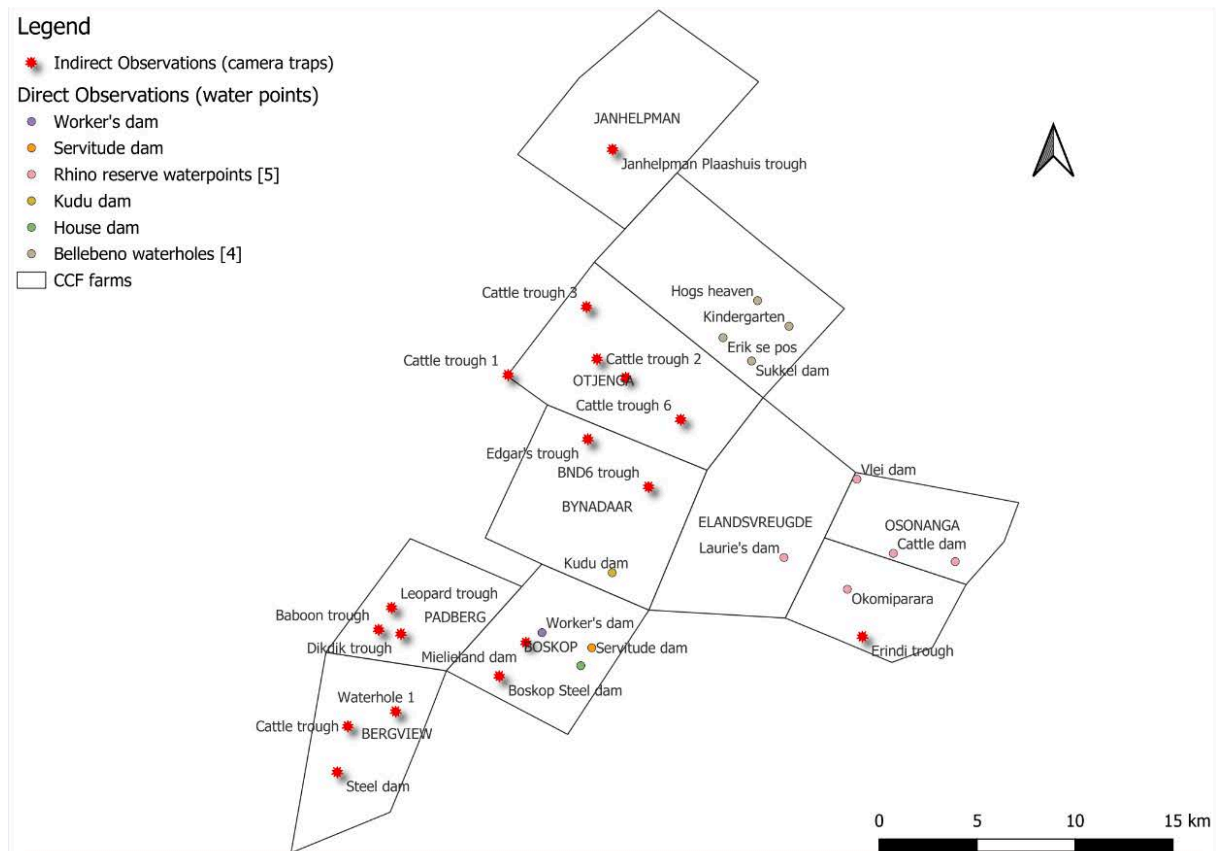 Legend
Indirect Observations (camera traps)
Direct Observations (water points)
Worker's dam
Servitude dam
Rhino reserve waterpoints [5]
Kudu dam
House dam
Bellebeno waterholes [4]
CCF farms
JANHELPMAN
Janhelpman Plaashuis trough
Cattle trough 3
Hogs heaven
Kindergarten
Erik se pos
Sukkel dam
Cattle trough 1
Cattle trough 2
OTJENGA
Cattle trough 6
Edgar's trough
BND6 trough
BYNADAAR
Vlei dam
ELANDSVREUGDE
OSONANGA
Laurie's dam
Cattle dam
Kudu dam
Okomiparara
Leopard trough
Baboon trough
PADBERG
Dikdik trough
Worker's dam
BOSKOP
Servitude dam
Mielieland dam
Erindi trough
Boskop Steel dam
Waterhole 1
Cattle trough
BERGVIEW
Steel dam
0 5 10 15 km